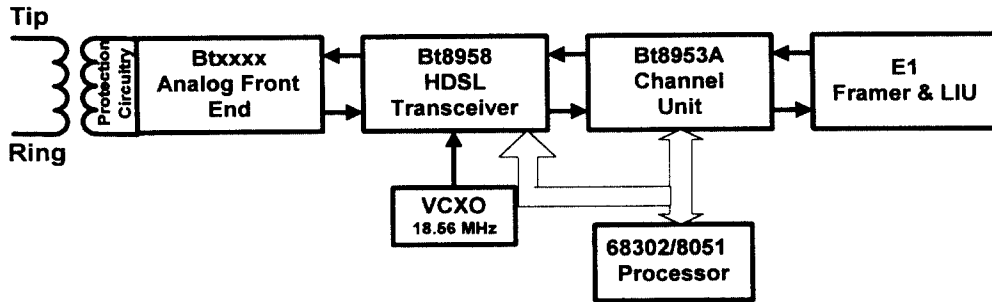 Tip
Ring
Protection
Circuitry
Btxxxx
Analog Front
End
Bt8958
HDSL
Transceiver
Bt8953A
Channel
Unit
E1
Framer & LIU
VCXO
18.56 MHz
68302/8051
Processor